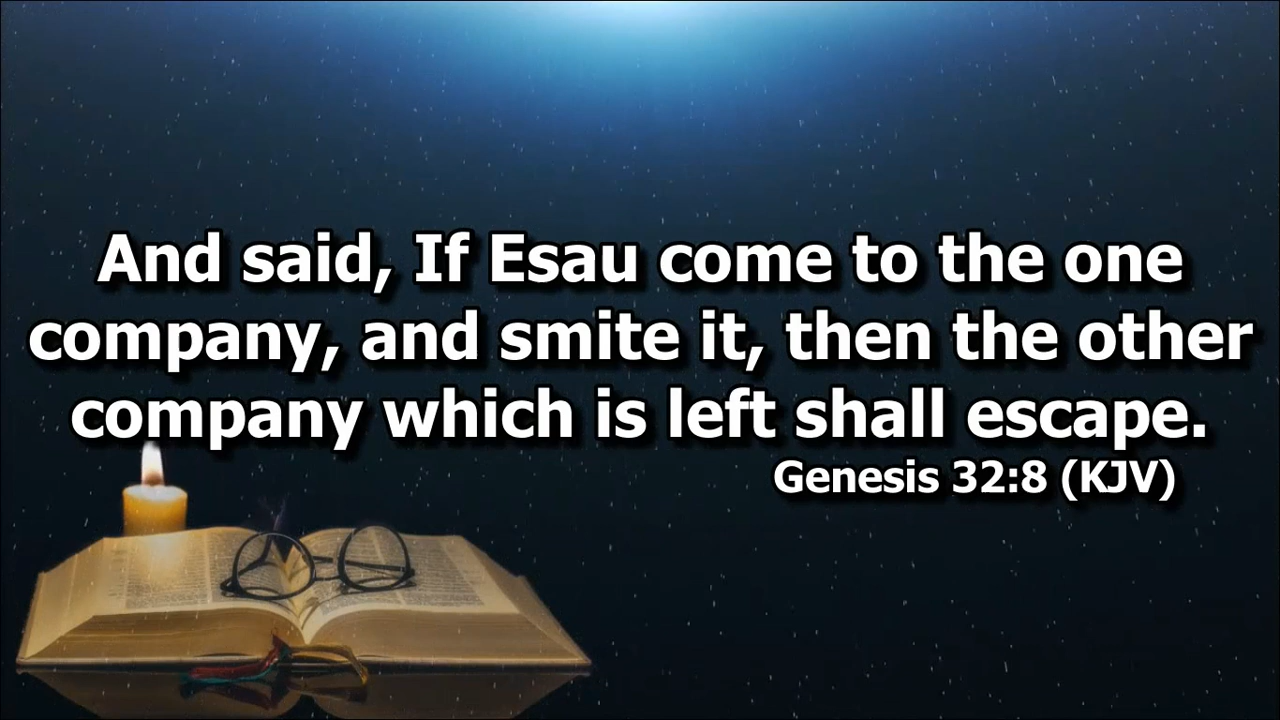 And said, If Esau come to the one
company, and smite it, then the other
company which is left shall escape.
Genesis 32:8 (KJV)